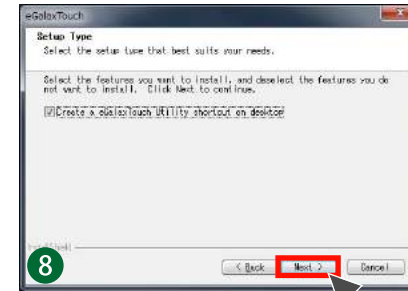 eGalaxTouch
Setup Type
Select the setup type that best suits your needs.
Select the features you want to install, and deselect the features you do
not want to install. Click Next to continue.
Create a eGalaxTouch Utility shortcut on desktop
InstallShield
8
< Back
Next >
Cancel